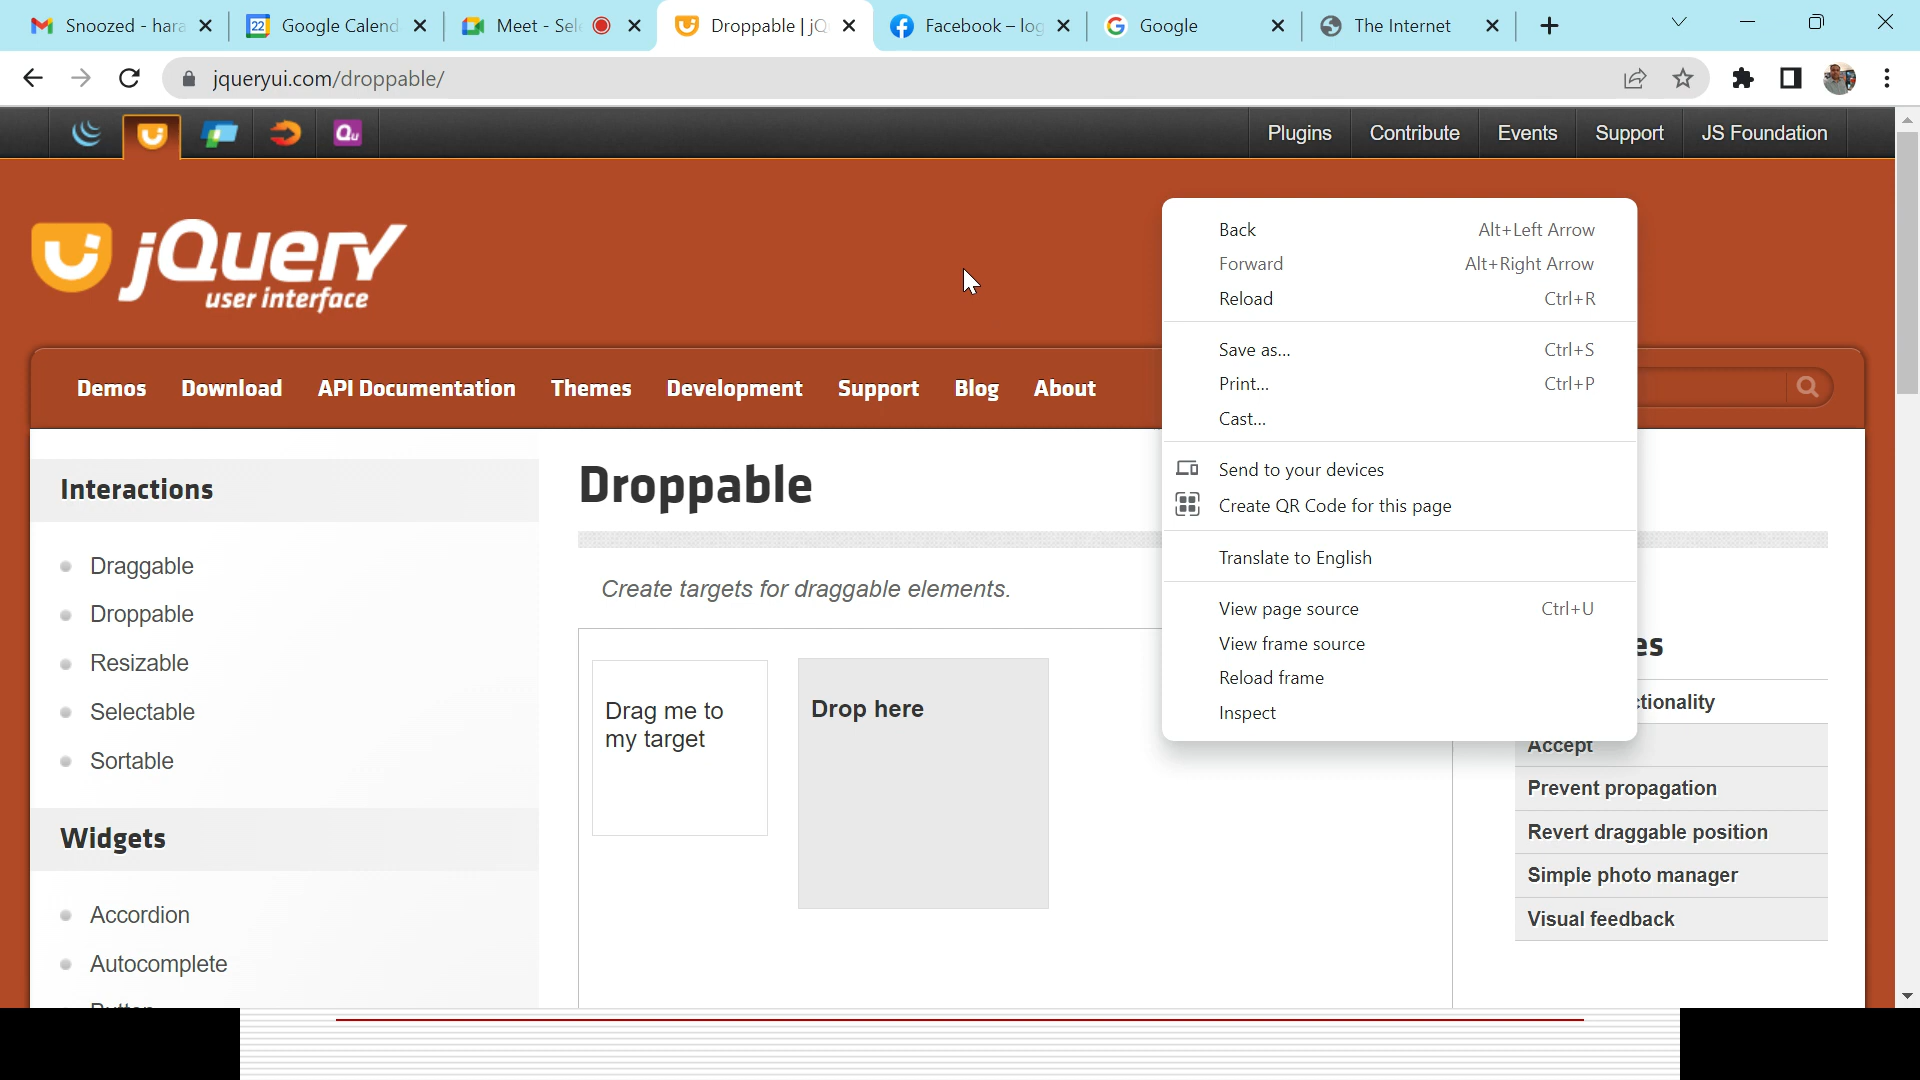 Snoozed - hara
Google Calend
Meet - Sel
Droppable | jQ
Facebook – log
Google
The Internet
jqueryui.com/droppable/
Qu
Plugins
Contribute
Events
Support
JS Foundation
jQuery
user interface
Demos
Download
API Documentation
Themes
Development
Support
Blog
About
Back Alt+Left Arrow
Forward Alt+Right Arrow
Reload Ctrl+R
Save as... Ctrl+S
Print... Ctrl+P
Cast...
Send to your devices
Create QR Code for this page
Translate to English
View page source Ctrl+U
View frame source
Reload frame
Inspect
Interactions
Draggable
Droppable
Resizable
Selectable
Sortable
Widgets
Accordion
Autocomplete
Droppable
Create targets for draggable elements.
Drag me to
my target
Drop here
es
tionality
Accept
Prevent propagation
Revert draggable position
Simple photo manager
Visual feedback